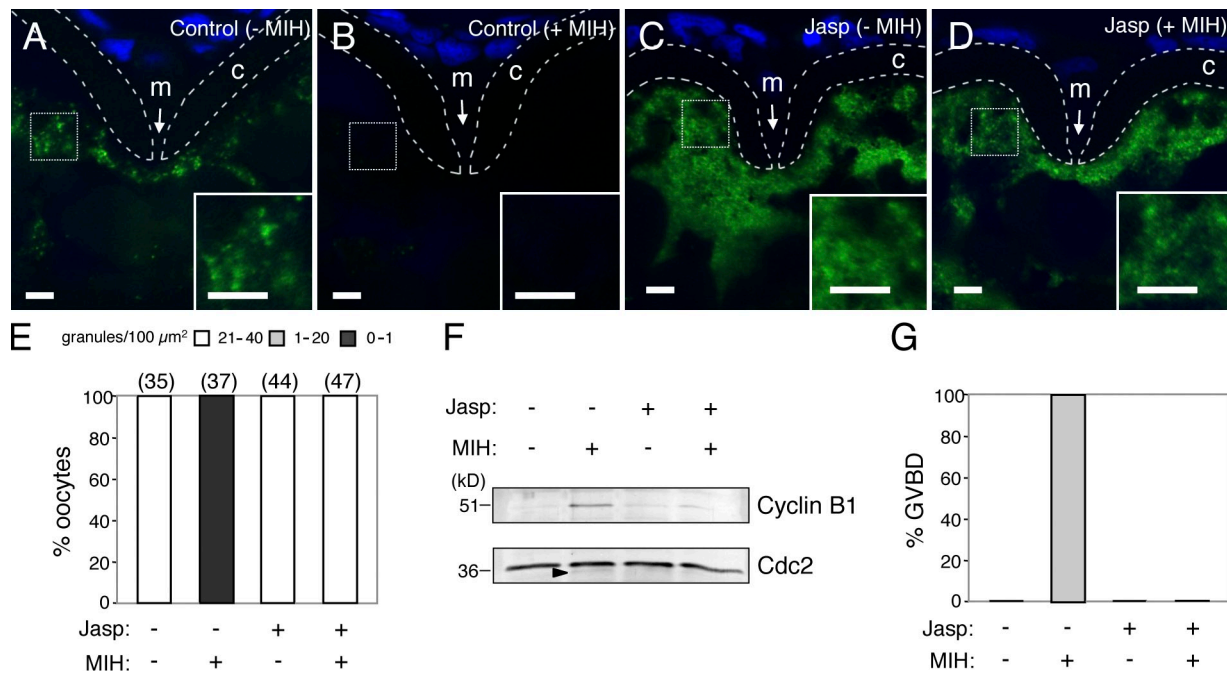 A Control (- MIH) m c
B Control (+ MIH) m c
C Jasp (- MIH) m c
D Jasp (+ MIH) m c
E granules/100 µm² 21-40 1-20 0-1
(35) (37) (44) (47)
100
80
60
40
20
0
% oocytes
Jasp: - - + +
MIH: - + - +
F
Jasp: - - + +
MIH: - + - +
(kD)
51 Cyclin B1
36 Cdc2
G
100
80
60
40
20
0
% GVBD
Jasp: - - + +
MIH: - + - +